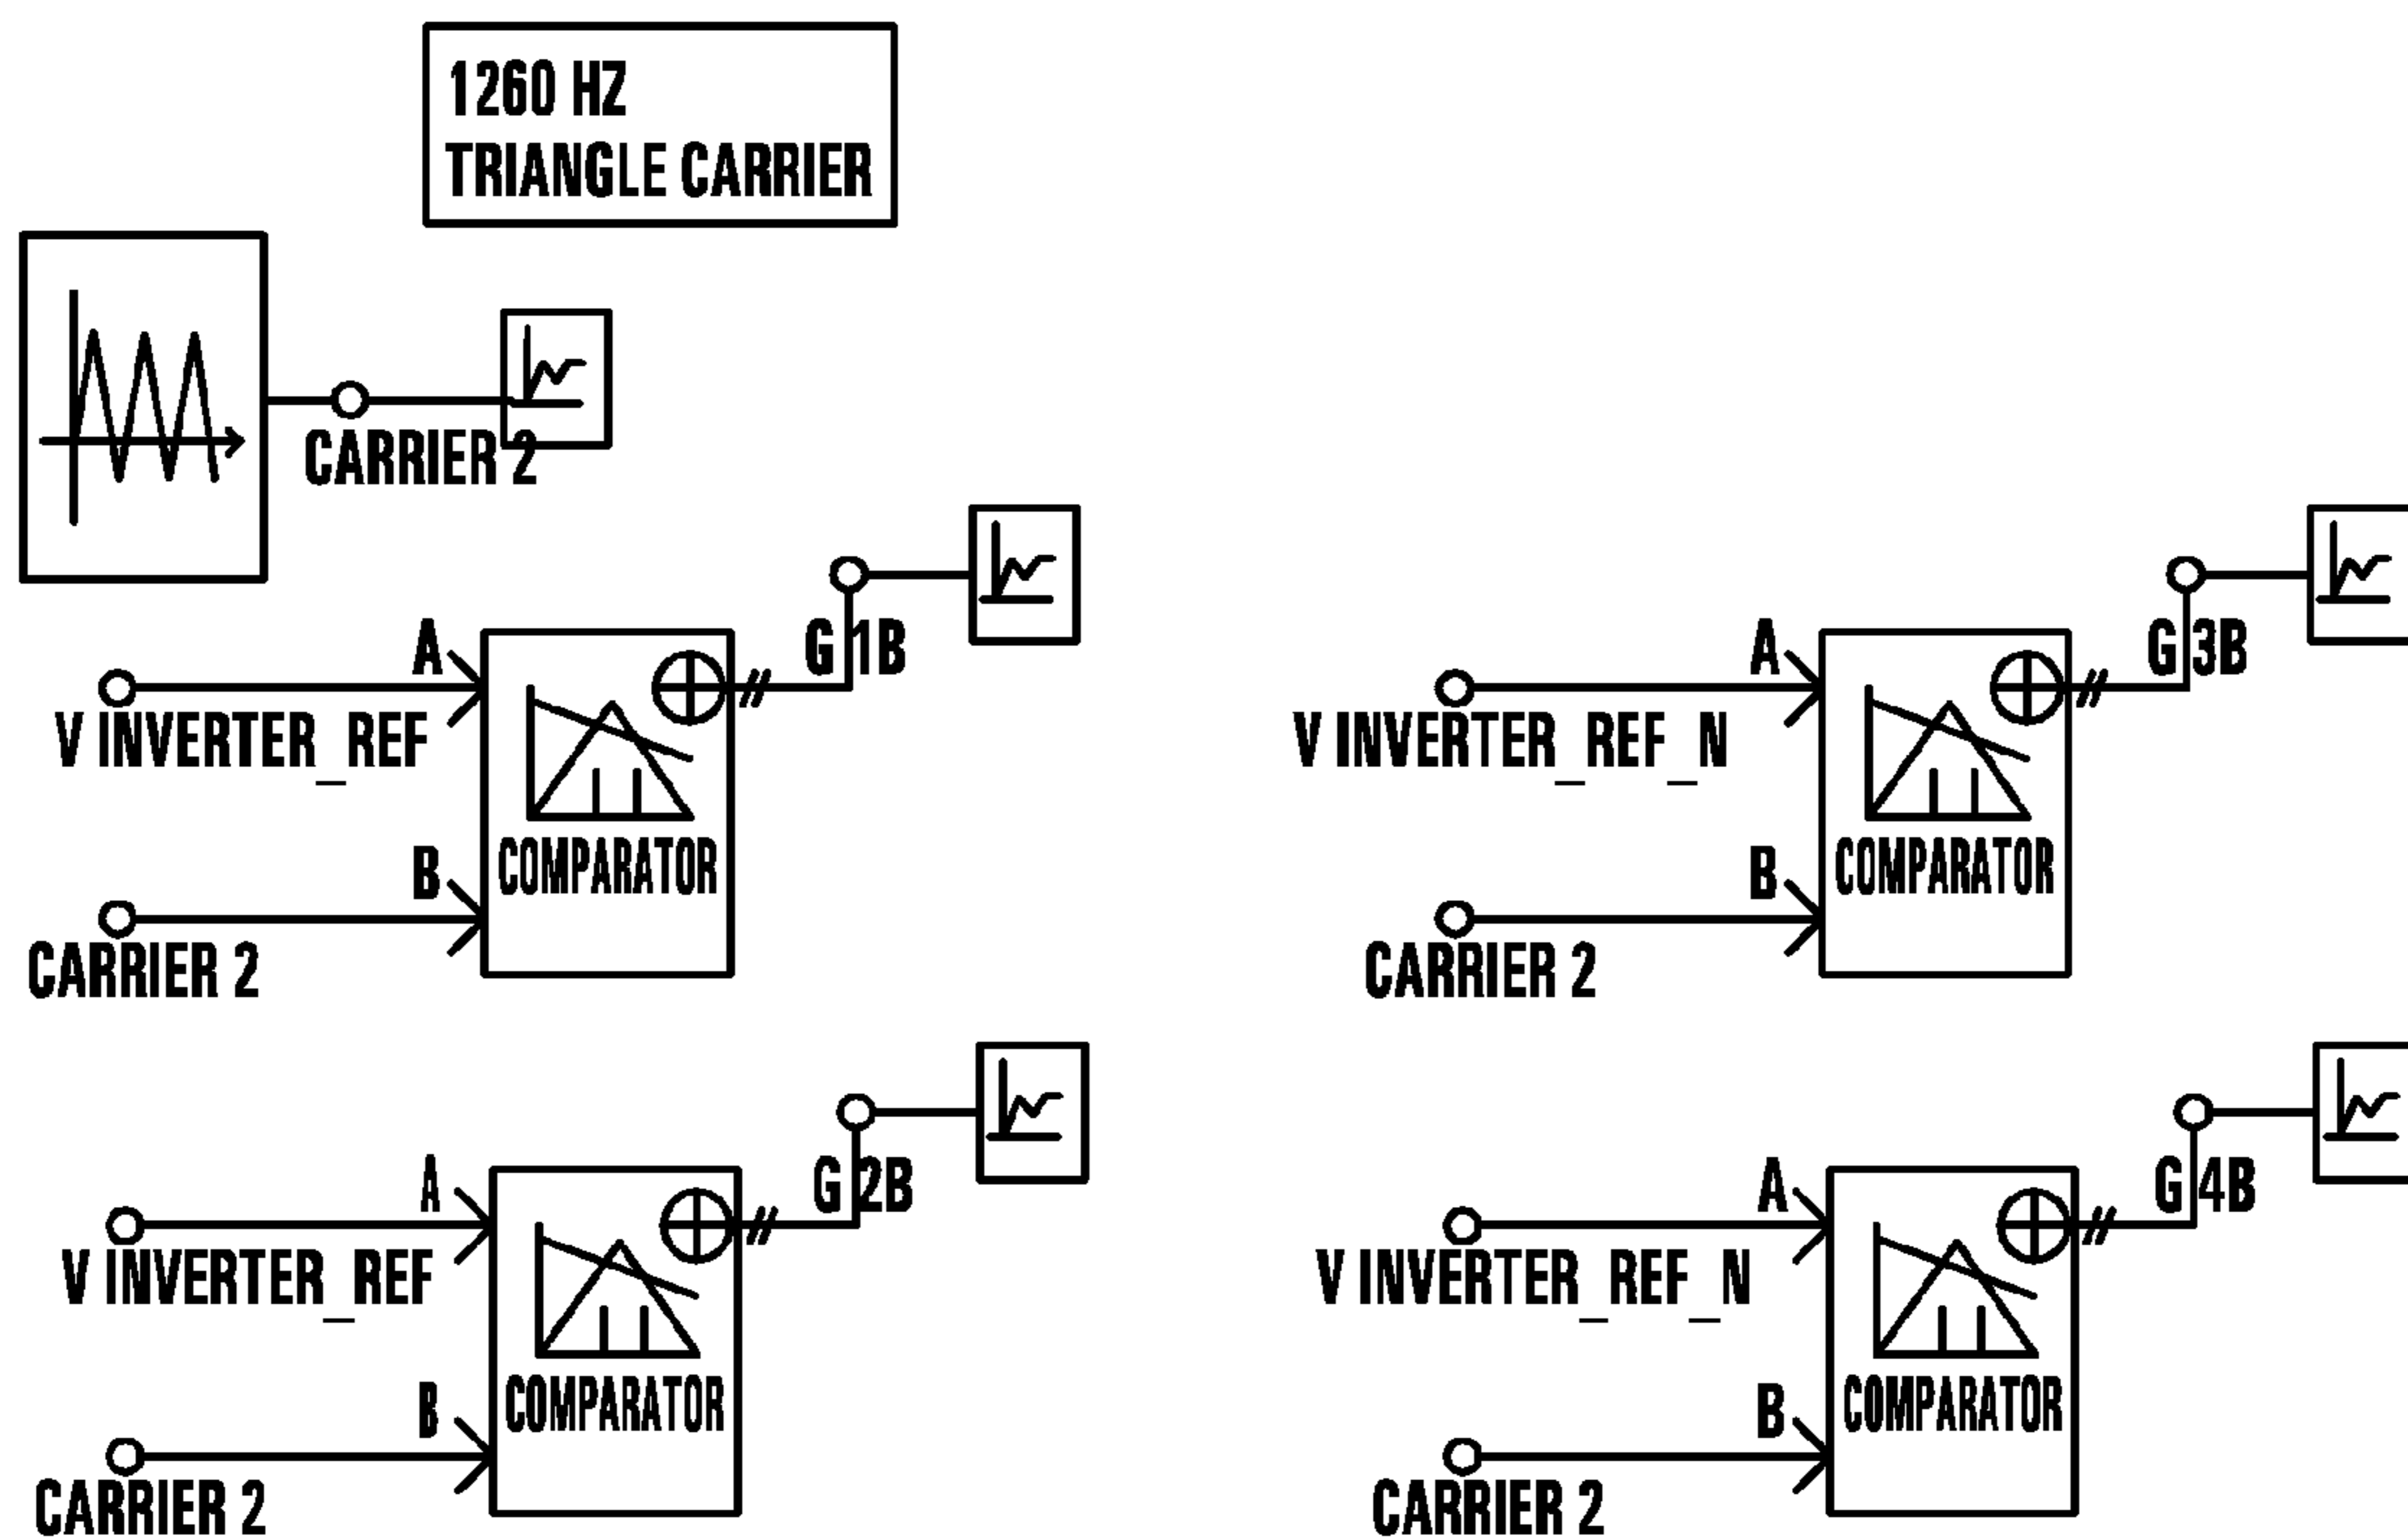 1260 HZ
TRIANGLE CARRIER
CARRIER 2
G 1B
A
V INVERTER_REF
B
COMPARATOR
CARRIER 2
G 3B
A
V INVERTER_REF_N
B
COMPARATOR
CARRIER 2
G 2B
A
V INVERTER_REF
B
COMPARATOR
CARRIER 2
G 4B
A
V INVERTER_REF_N
B
COMPARATOR
CARRIER 2